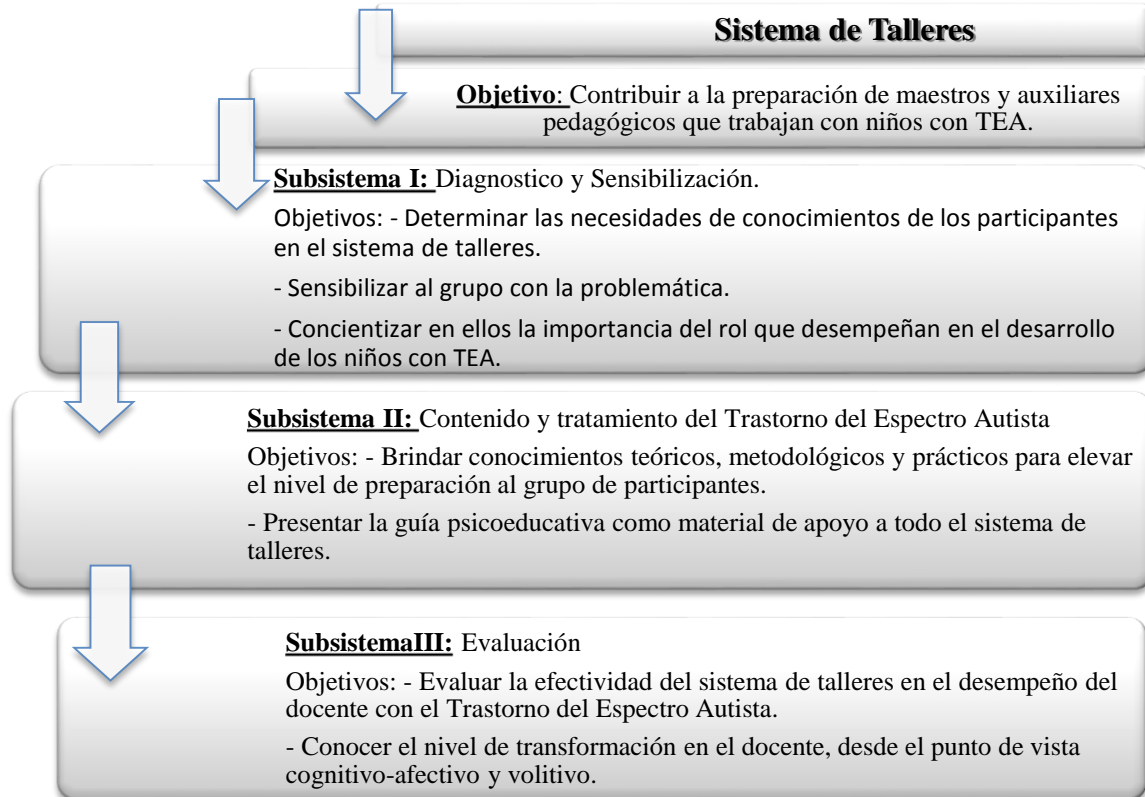 Sistema de Talleres
Objetivo: Contribuir a la preparación de maestros y auxiliares
pedagógicos que trabajan con niños con TEA.
Subsistema I: Diagnostico y Sensibilización.
Objetivos: - Determinar las necesidades de conocimientos de los participantes
en el sistema de talleres.
- Sensibilizar al grupo con la problemática.
- Concientizar en ellos la importancia del rol que desempeñan en el desarrollo
de los niños con TEA.
Subsistema II: Contenido y tratamiento del Trastorno del Espectro Autista
Objetivos: - Brindar conocimientos teóricos, metodológicos y prácticos para elevar
el nivel de preparación al grupo de participantes.
- Presentar la guía psicoeducativa como material de apoyo a todo el sistema de
talleres.
SubsistemaIII: Evaluación
Objetivos: - Evaluar la efectividad del sistema de talleres en el desempeño del
docente con el Trastorno del Espectro Autista.
- Conocer el nivel de transformación en el docente, desde el punto de vista
cognitivo-afectivo y volitivo.